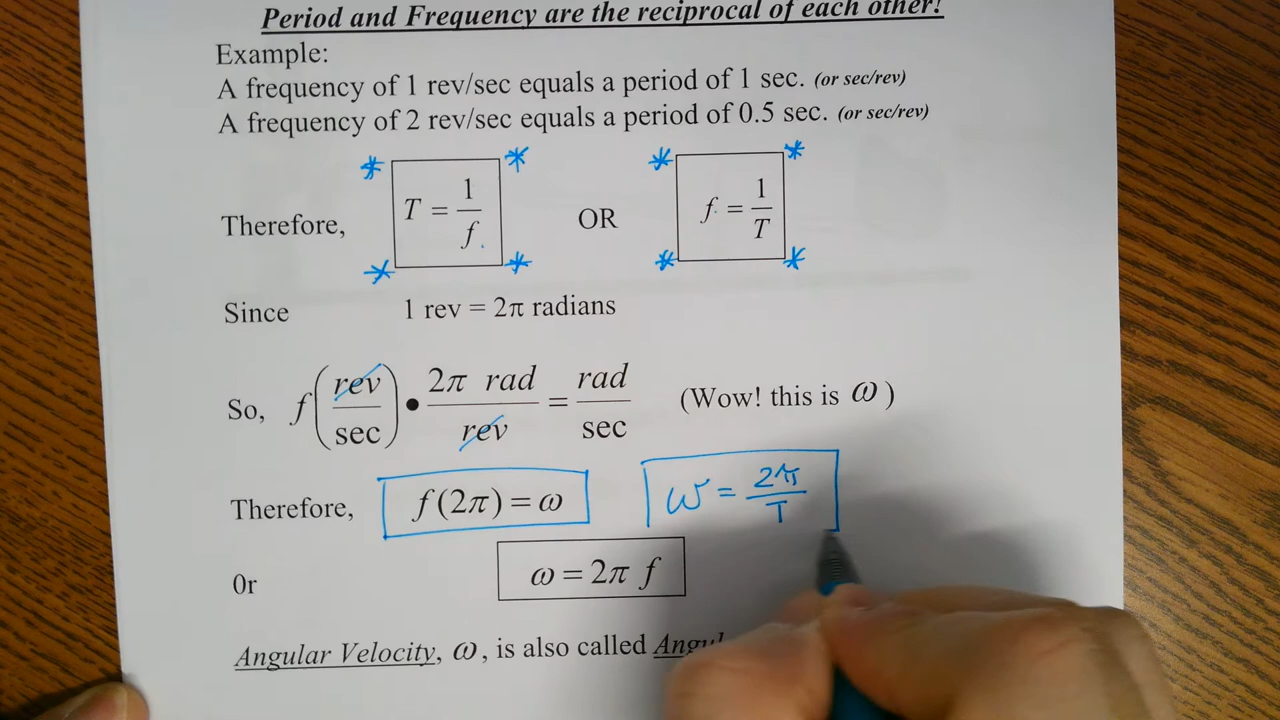 Period and Frequency are the reciprocal of each other!
Example:
A frequency of 1 rev/sec equals a period of 1 sec. (or sec/rev)
A frequency of 2 rev/sec equals a period of 0.5 sec. (or sec/rev)
Therefore, T = 1/f OR f = 1/T
Since 1 rev = 2π radians
So, f(rev/sec) • 2π rad/rev = rad/sec (Wow! this is ω)
Therefore, f(2π) = ω ω = 2π/T
Or ω = 2π f
Angular Velocity, ω, is also called